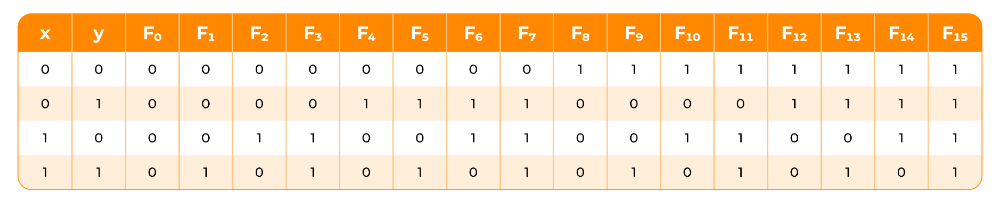 x y F₀ F₁ F₂ F₃ F₄ F₅ F₆ F₇ F₈ F₉ F₁₀ F₁₁ F₁₂ F₁₃ F₁₄ F₁₅
0 0 0 0 0 0 0 0 0 0 1 1 1 1 1 1 1 1
0 1 0 0 0 0 1 1 1 1 0 0 0 0 1 1 1 1
1 0 0 0 1 1 0 0 1 1 0 0 1 1 0 0 1 1
1 1 0 1 0 1 0 1 0 1 0 1 0 1 0 1 0 1